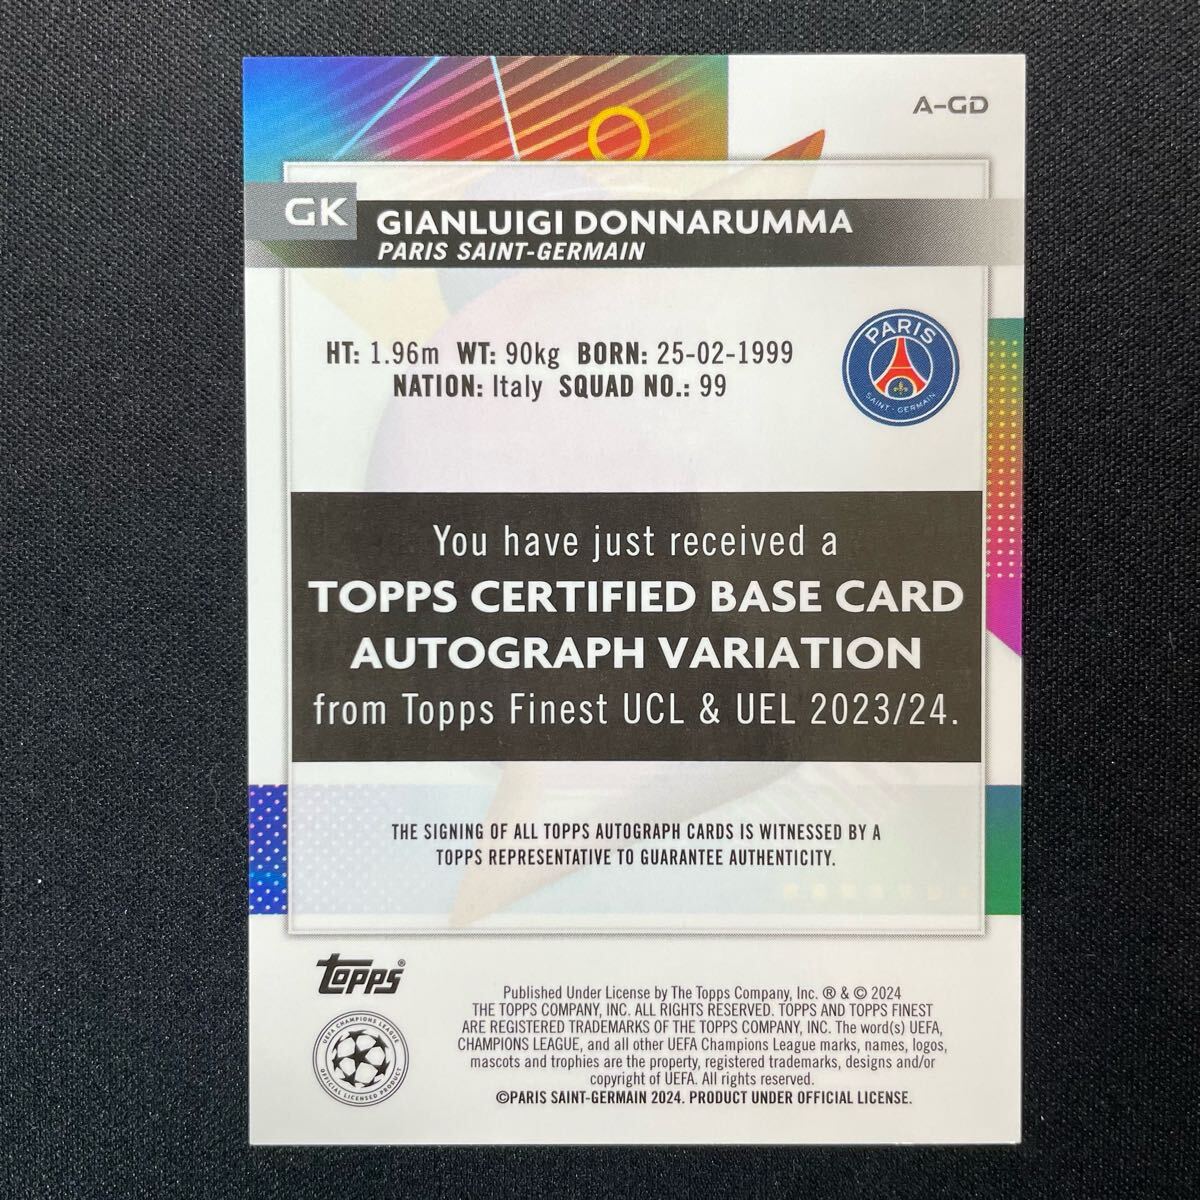 A-GD
GK
GIANLUIGI DONNARUMMA
PARIS SAINT-GERMAIN
HT: 1.96m WT: 90kg BORN: 25-02-1999
NATION: Italy SQUAD NO.: 99
PARIS
SAINT-GERMAIN
You have just received a
TOPPS CERTIFIED BASE CARD
AUTOGRAPH VARIATION
from Topps Finest UCL & UEL 2023/24.
THE SIGNING OF ALL TOPPS AUTOGRAPH CARDS IS WITNESSED BY A
TOPPS REPRESENTATIVE TO GUARANTEE AUTHENTICITY.
topps®
UEFA CHAMPIONS LEAGUE
OFFICIAL LICENSED PRODUCT
Published Under License by The Topps Company, Inc. ® & © 2024
THE TOPPS COMPANY, INC. ALL RIGHTS RESERVED. TOPPS AND TOPPS FINEST
ARE REGISTERED TRADEMARKS OF THE TOPPS COMPANY, INC. The word(s) UEFA,
CHAMPIONS LEAGUE, and all other UEFA Champions League marks, names, logos,
mascots and trophies are the property, registered trademarks, designs and/or
copyright of UEFA. All rights reserved.
©PARIS SAINT-GERMAIN 2024. PRODUCT UNDER OFFICIAL LICENSE.